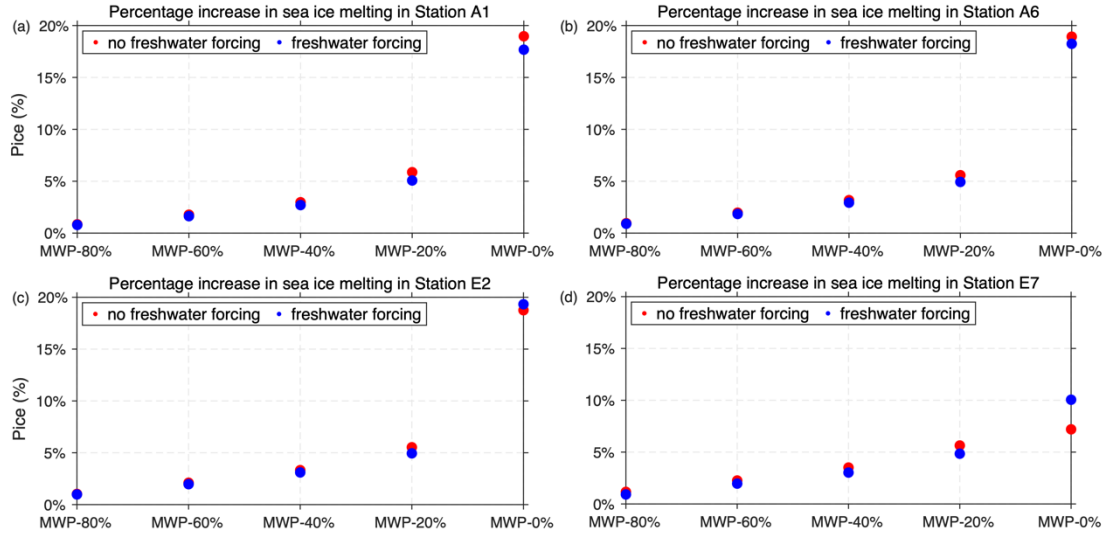 (a) Percentage increase in sea ice melting in Station A1
20%
no freshwater forcing freshwater forcing
15%
10%
5%
0%
Pice (%)
MWP-80% MWP-60% MWP-40% MWP-20% MWP-0%
(b) Percentage increase in sea ice melting in Station A6
20%
no freshwater forcing freshwater forcing
15%
10%
5%
0%
MWP-80% MWP-60% MWP-40% MWP-20% MWP-0%
(c) Percentage increase in sea ice melting in Station E2
20%
no freshwater forcing freshwater forcing
15%
10%
5%
0%
Pice (%)
MWP-80% MWP-60% MWP-40% MWP-20% MWP-0%
(d) Percentage increase in sea ice melting in Station E7
20%
no freshwater forcing freshwater forcing
15%
10%
5%
0%
MWP-80% MWP-60% MWP-40% MWP-20% MWP-0%